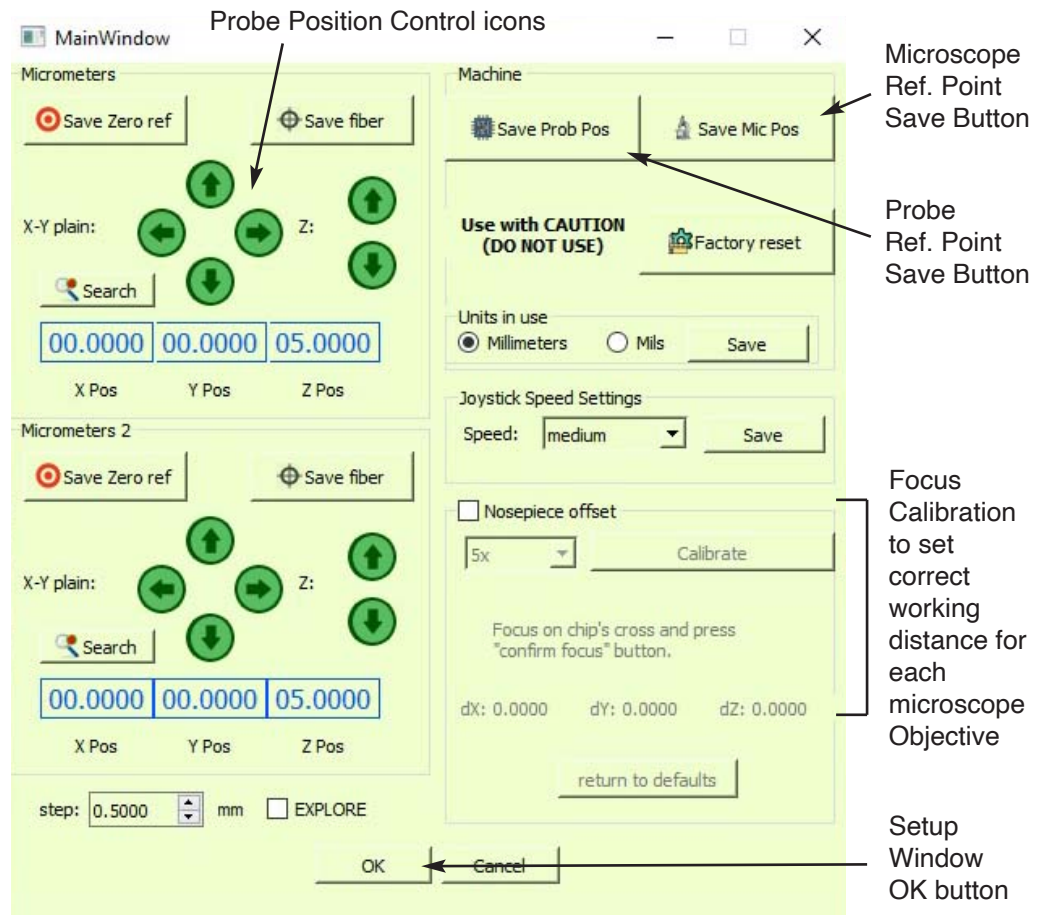 Probe Position Control icons
MainWindow
Micrometers
Save Zero ref
Save fiber
X-Y plain:
Z:
Search
00.0000 00.0000 05.0000
X Pos Y Pos Z Pos
Micrometers 2
Save Zero ref
Save fiber
X-Y plain:
Z:
Search
00.0000 00.0000 05.0000
X Pos Y Pos Z Pos
step: 0.5000 mm EXPLORE
Machine
Save Prob Pos
Save Mic Pos
Use with CAUTION
(DO NOT USE)
Factory reset
Units in use
Millimeters Mils Save
Joystick Speed Settings
Speed: medium Save
Nosepiece offset
5x Calibrate
Focus on chip's cross and press
"confirm focus" button.
dX: 0.0000 dY: 0.0000 dZ: 0.0000
return to defaults
OK Cancel
Microscope
Ref. Point
Save Button
Probe
Ref. Point
Save Button
Focus
Calibration
to set
correct
working
distance for
each
microscope
Objective
Setup
Window
OK button